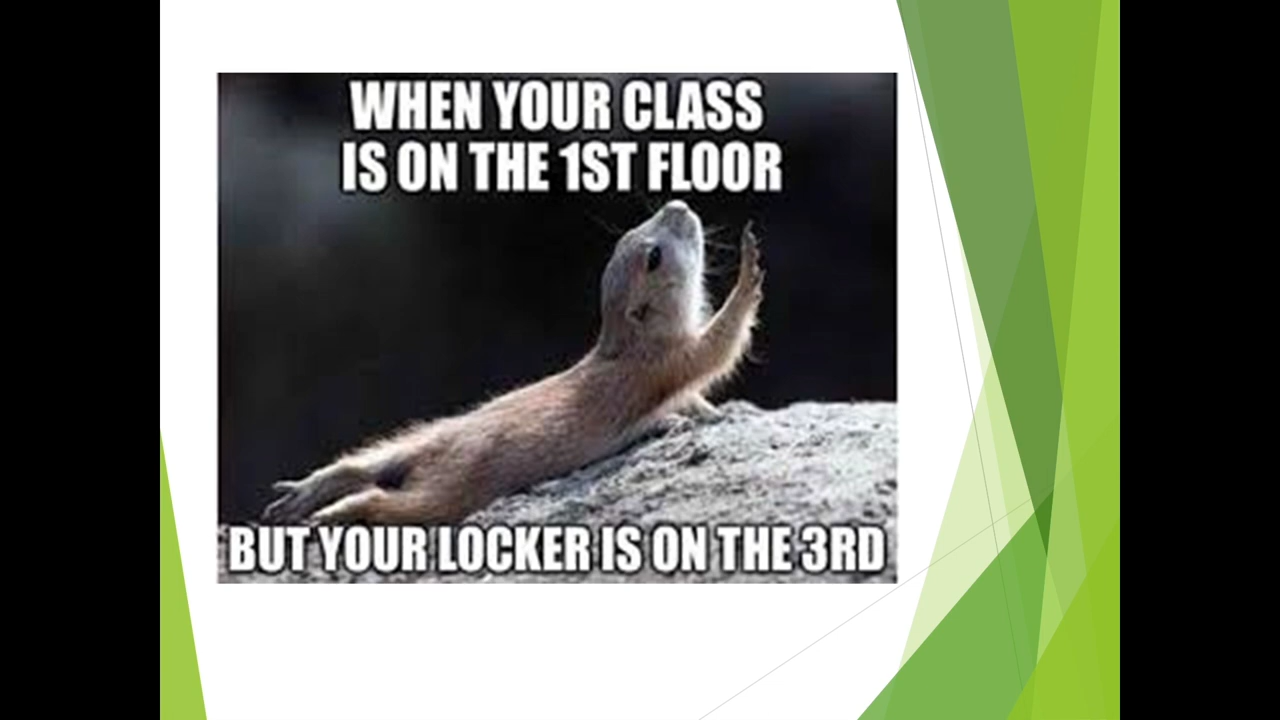 WHEN YOUR CLASS
IS ON THE 1ST FLOOR
BUT YOUR LOCKER IS ON THE 3RD